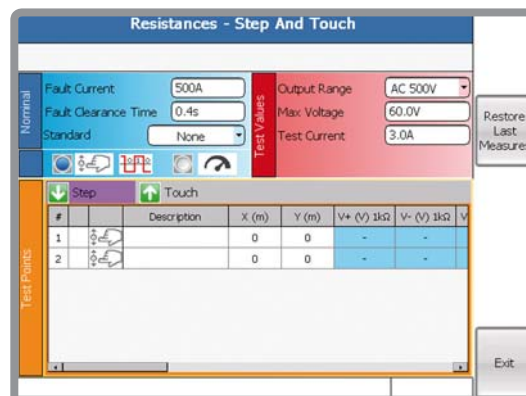 Resistances - Step And Touch
Nominal
Fault Current 500A
Fault Clearance Time 0.4s
Standard None
Test Values
Output Range AC 500V
Max Voltage 60.0V
Test Current 3.0A
Restore
Last
Measures
Step Touch
# Description X (m) Y (m) V+ (V) 1kΩ V- (V) 1kΩ V
1 0 0 - -
2 0 0 - -
Test Points
Exit